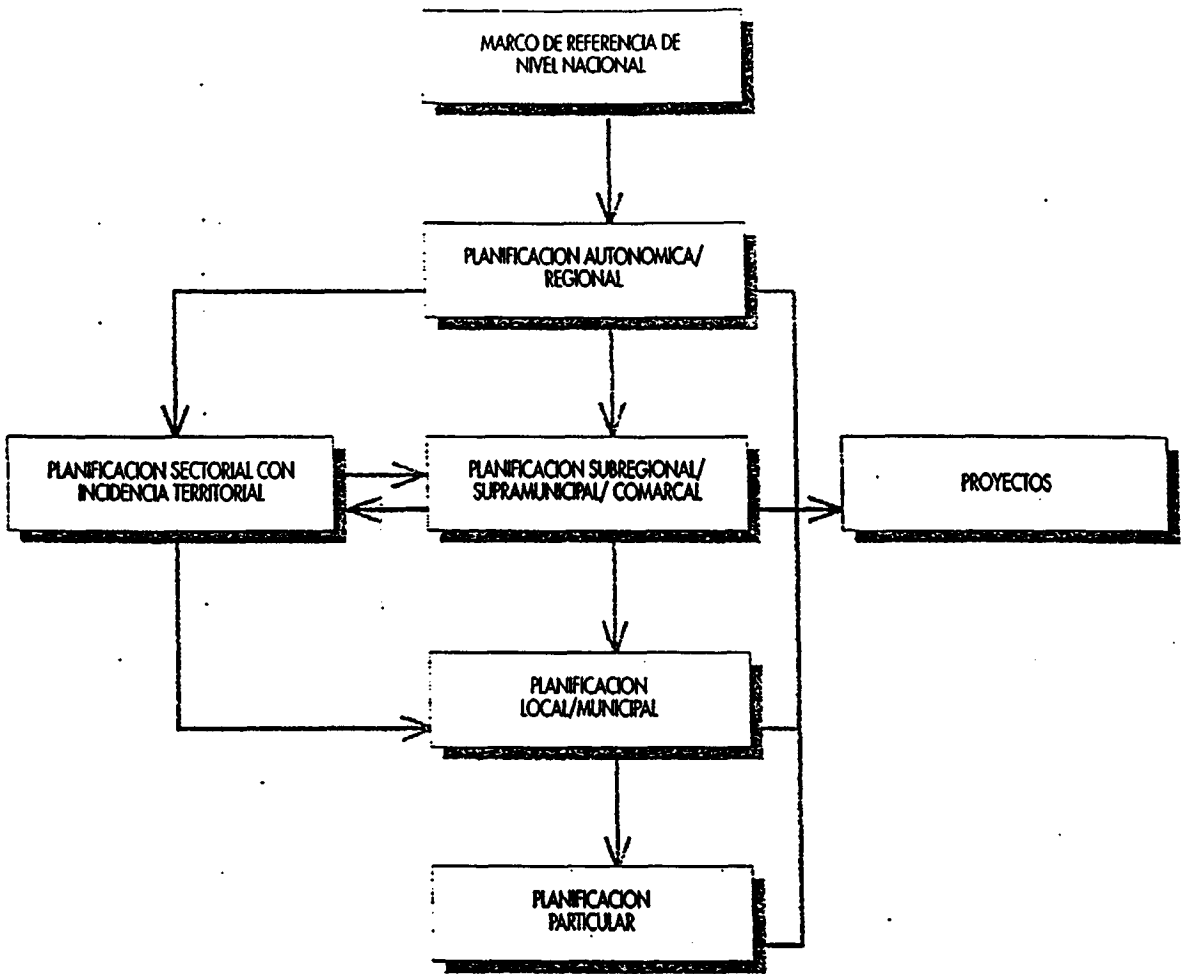 MARCO DE REFERENCIA DE
NIVEL NACIONAL
PLANIFICACION AUTONOMICA/
REGIONAL
PLANIFICACION SECTORIAL CON
INCIDENCIA TERRITORIAL
PLANIFICACION SUBREGIONAL/
SUPRAMUNICIPAL/ COMARCAL
PROYECTOS
PLANIFICACION
LOCAL/MUNICIPAL
PLANIFICACION
PARTICULAR